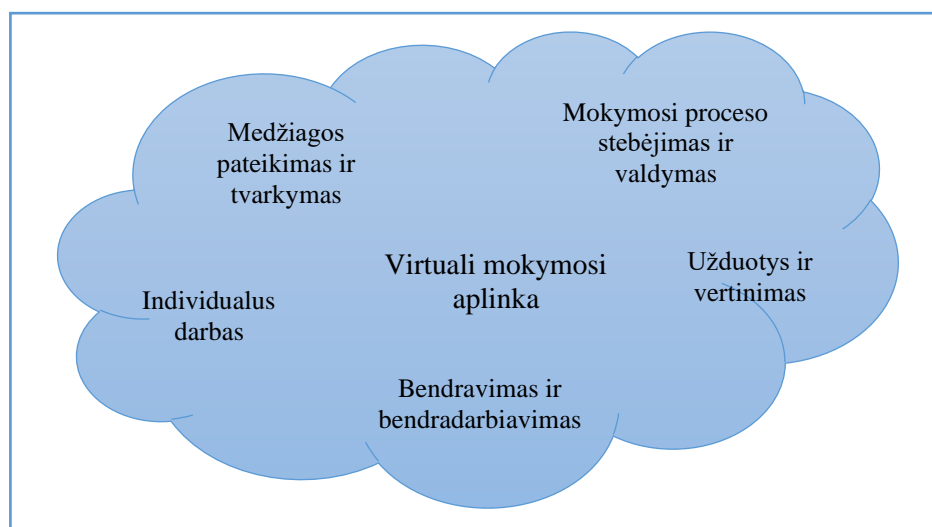 Medžiagos
pateikimas ir
tvarkymas
Mokymosi proceso
stebėjimas ir
valdymas
Virtuali mokymosi
aplinka
Užduotys ir
vertinimas
Individualus
darbas
Bendravimas ir
bendradarbiavimas